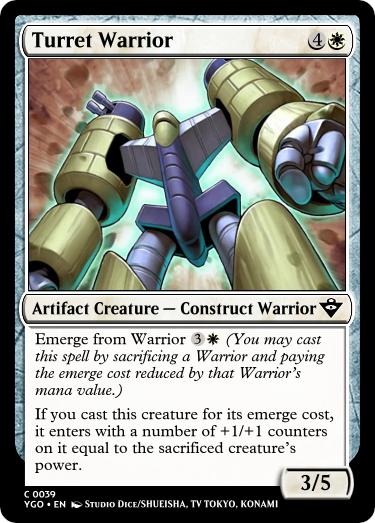 Turret Warrior 4
Artifact Creature — Construct Warrior
Emerge from Warrior 3 (You may cast
this spell by sacrificing a Warrior and paying
the emerge cost reduced by that Warrior's
mana value.)
If you cast this creature for its emerge cost,
it enters with a number of +1/+1 counters
on it equal to the sacrificed creature's
power.
3/5
C 0039
YGO • EN Studio Dice/SHUEISHA, TV TOKYO, KONAMI